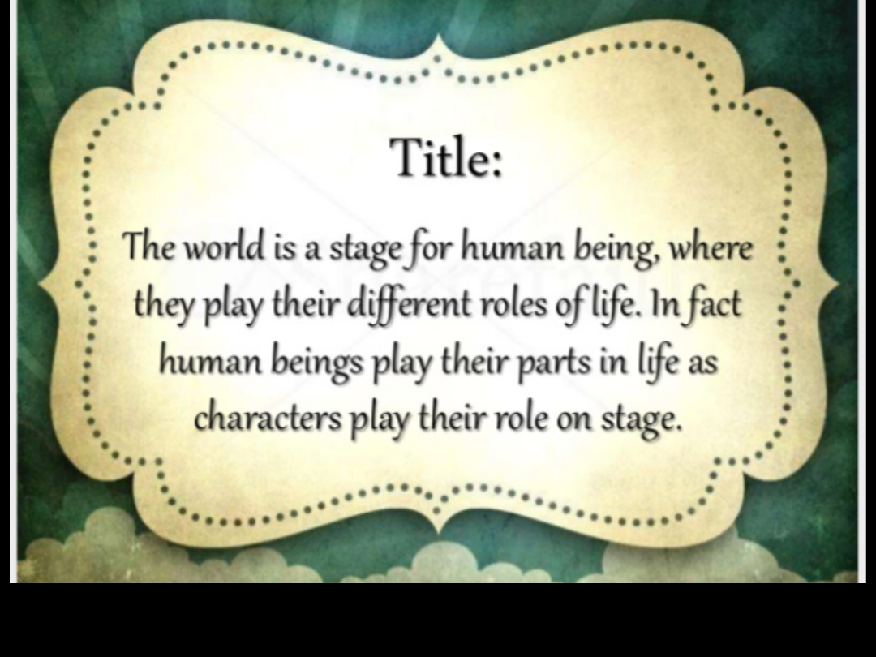 Title:
The world is a stage for human being, where
they play their different roles of life. In fact
human beings play their parts in life as
characters play their role on stage.